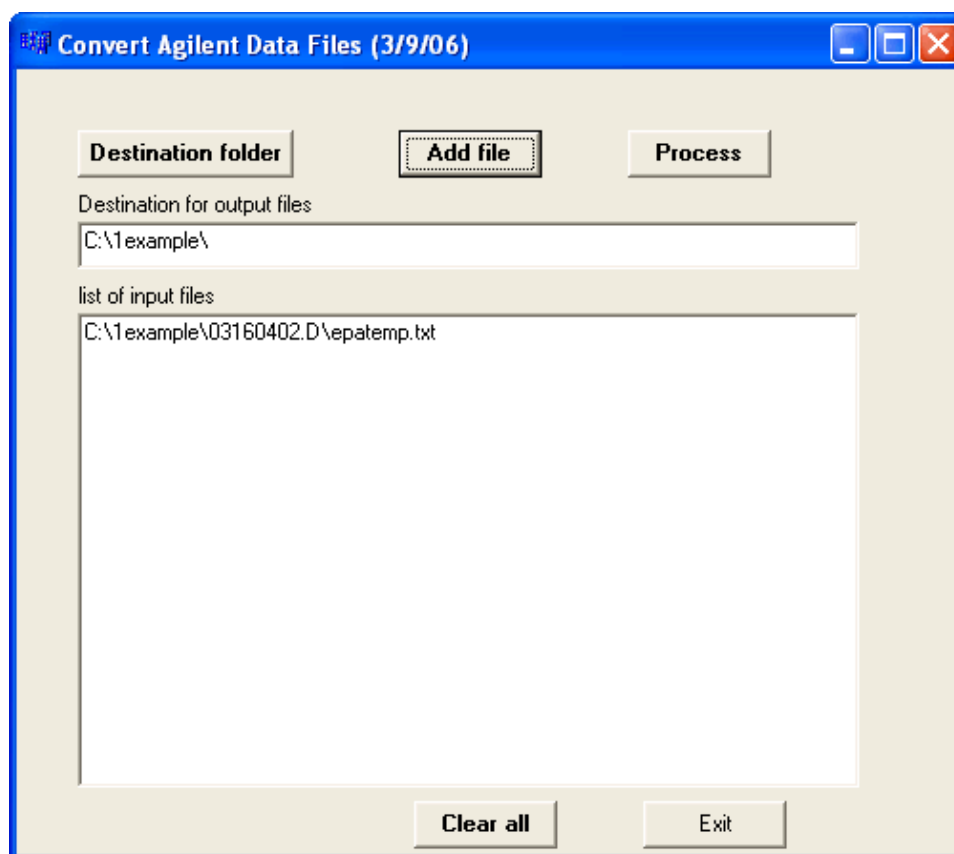 Convert Agilent Data Files (3/9/06)
Destination folder Add file Process
Destination for output files
C:\1example\
list of input files
C:\1example\03160402.D\epatemp.txt
Clear all Exit